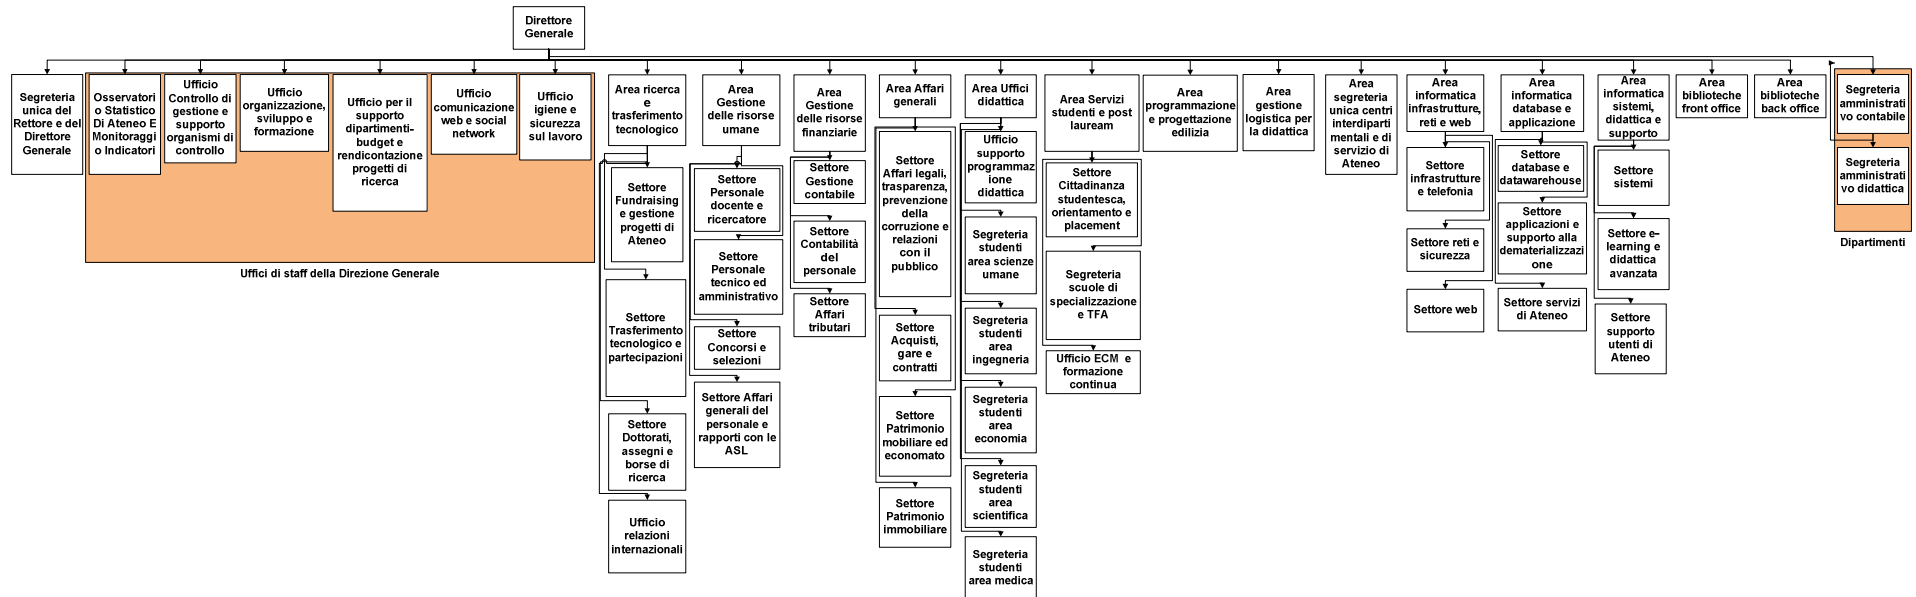 Direttore
Generale
Segreteria
unica del
Rettore e del
Direttore
Generale
Osservatori
o Statistico
Di Ateneo E
Monitoraggi
o Indicatori
Ufficio
Controllo di
gestione e
supporto
organismi di
controllo
Ufficio
organizzazione,
sviluppo e
formazione
Ufficio per il
supporto
dipartimenti-
budget e
rendicontazione
progetti di
ricerca
Ufficio
comunicazione
web e social
network
Ufficio
igiene e
sicurezza
sul lavoro
Uffici di staff della Direzione Generale
Area ricerca
e
trasferimento
tecnologico
Settore
Fundraising
e gestione
progetti di
Ateneo
Settore
Trasferimento
tecnologico e
partecipazioni
Settore
Dottorati,
assegni e
borse di
ricerca
Ufficio
relazioni
internazionali
Area
Gestione
delle risorse
umane
Settore
Personale
docente e
ricercatore
Settore
Personale
tecnico ed
amministrativo
Settore
Concorsi e
selezioni
Settore Affari
generali del
personale e
rapporti con le
ASL
Area
Gestione
delle risorse
finanziarie
Settore
Gestione
contabile
Settore
Contabilità
del
personale
Settore
Affari
tributari
Area Affari
generali
Settore
Affari legali,
trasparenza,
prevenzione
della
corruzione e
relazioni
con il
pubblico
Settore
Acquisti,
gare e
contratti
Settore
Patrimonio
mobiliare ed
economato
Settore
Patrimonio
immobiliare
Area Uffici
didattica
Ufficio
supporto
programmaz
ione
didattica
Segreteria
studenti
area scienze
umane
Segreteria
studenti
area
ingegneria
Segreteria
studenti
area
economia
Segreteria
studenti
area
scientifica
Segreteria
studenti
area medica
Area Servizi
studenti e post
lauream
Settore
Cittadinanza
studentesca,
orientamento e
placement
Segreteria
scuole di
specializzazione
e TFA
Ufficio ECM e
formazione
continua
Area
programmazione
e progettazione
edilizia
Area
gestione
logistica per
la didattica
Area
segreteria
unica centri
interdiparti
mentali e di
servizio di
Ateneo
Area
informatica
infrastrutture,
reti e web
Settore
infrastrutture
e telefonia
Settore reti e
sicurezza
Settore web
Area
informatica
database e
applicazione
Settore
database e
datawarehouse
Settore
applicazioni e
supporto alla
dematerializzazi
one
Settore servizi
di Ateneo
Area
informatica
sistemi,
didattica e
supporto
Settore
sistemi
Settore e-
learning e
didattica
avanzata
Settore
supporto
utenti di
Ateneo
Area
biblioteche
front office
Area
biblioteche
back office
Segreteria
amministrati
vo contabile
Segreteria
amministrati
vo didattica
Dipartimenti